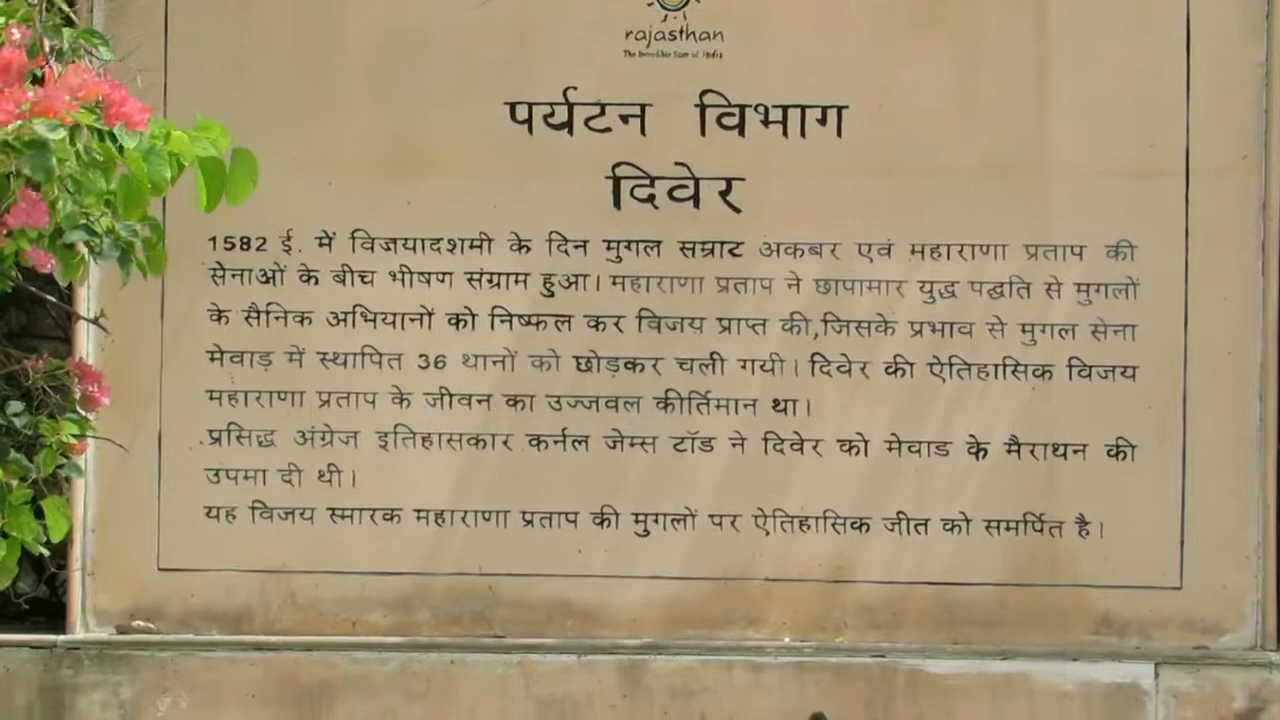 rajasthan
The Incredible State of India
पर्यटन विभाग
दिवेर
1582 ई. में विजयादशमी के दिन मुगल सम्राट अकबर एवं महाराणा प्रताप की
सेनाओं के बीच भीषण संग्राम हुआ। महाराणा प्रताप ने छापामार युद्ध पद्धति से मुगलों
के सैनिक अभियानों को निष्फल कर विजय प्राप्त की,जिसके प्रभाव से मुगल सेना
मेवाड़ में स्थापित 36 थानों को छोड़कर चली गयी। दिवेर की ऐतिहासिक विजय
महाराणा प्रताप के जीवन का उज्जवल कीर्तिमान था।
प्रसिद्ध अंग्रेज इतिहासकार कर्नल जेम्स टॉड ने दिवेर को मेवाड के मैराथन की
उपमा दी थी।
यह विजय स्मारक महाराणा प्रताप की मुगलों पर ऐतिहासिक जीत को समर्पित है।